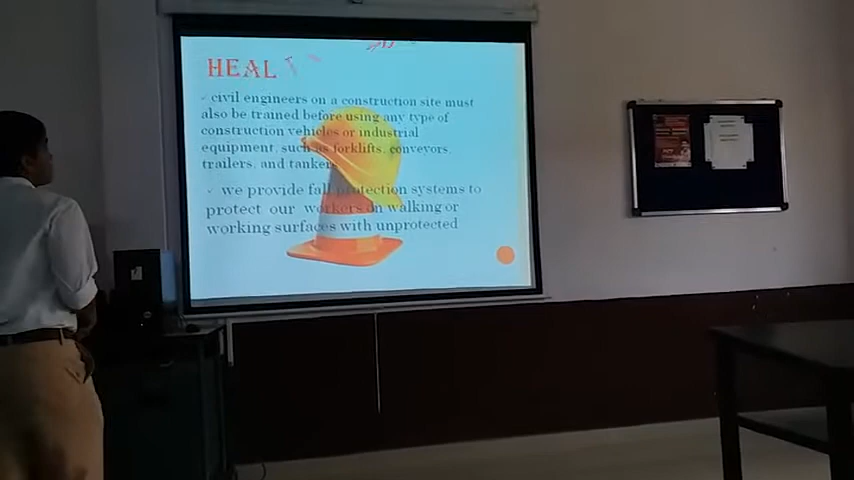 HEAL
✓ civil engineers on a construction site must
also be trained before using any type of
construction vehicles or industrial
equipment, such as forklifts, conveyors,
trailers, and tankers.
✓ we provide fall protection systems to
protect our workers on walking or
working surfaces with unprotected